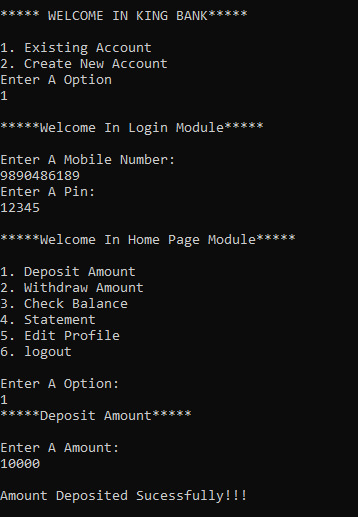 ***** WELCOME IN KING BANK*****
1. Existing Account
2. Create New Account
Enter A Option
1
*****Welcome In Login Module*****
Enter A Mobile Number:
9890486189
Enter A Pin:
12345
*****Welcome In Home Page Module*****
1. Deposit Amount
2. Withdraw Amount
3. Check Balance
4. Statement
5. Edit Profile
6. logout
Enter A Option:
1
*****Deposit Amount*****
Enter A Amount:
10000
Amount Deposited Sucessfully!!!